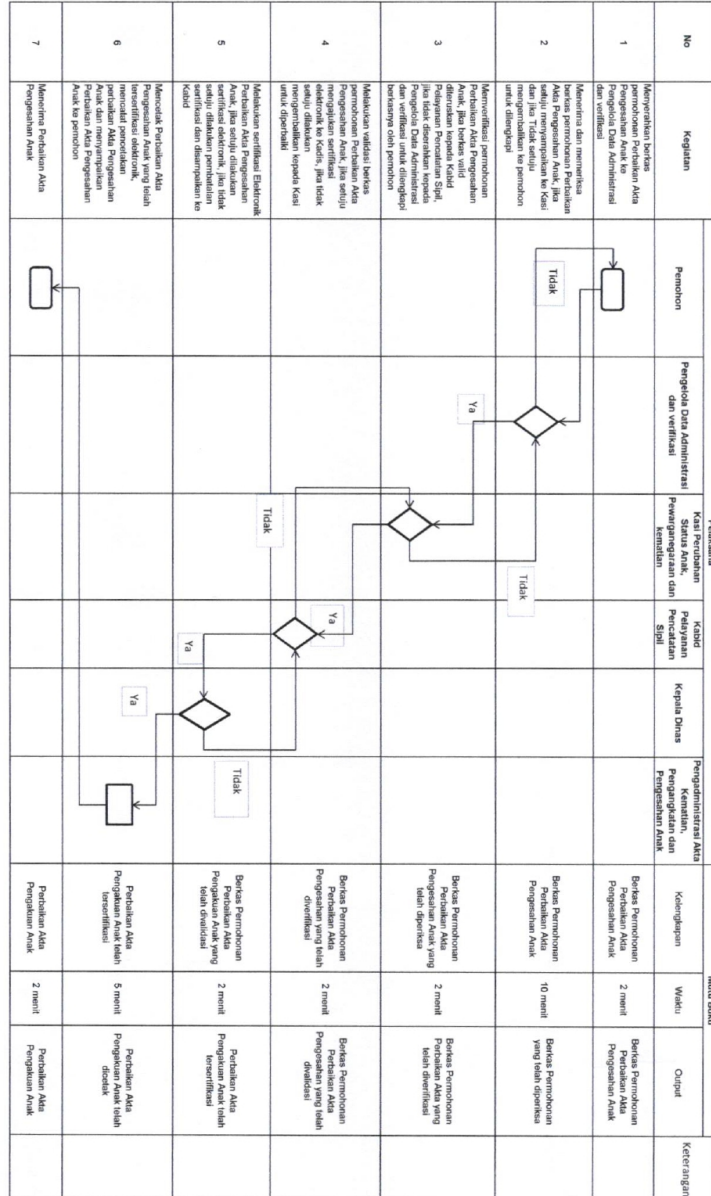 Pelaksana
Mutu Baku
No
Kegiatan
Pemohon
Pengelola Data Administrasi
dan verifikasi
Kasi Perubahan
Status Anak,
Pewarganegaraan dan
kematian
Kabid
Pelayanan
Pencatatan
Sipil
Kepala Dinas
Pengadministrasi Akta
Kematian,
Pengangkatan dan
Pengesahan Anak
Kelengkapan
Waktu
Output
Keterangan
1
Menyerahkan berkas
permohonan Perbaikan Akta
Pengesahan Anak ke
Pengelola Data Administrasi
dan verifikasi
Berkas Permohonan
Perbaikan Akta
Pengesahan Anak
2 menit
Berkas Permohonan
Perbaikan Akta
Pengesahan Anak
2
Menerima dan memeriksa
berkas permohonan Perbaikan
Akta Pengesahan Anak, jika
setuju menyampaikan ke Kasi
dan jika Tidak setuju
mengembalikan ke pemohon
untuk dilengkapi
Tidak
Tidak
Berkas Permohonan
Perbaikan Akta
Pengesahan Anak
10 menit
Berkas Permohonan
yang telah diperiksa
3
Memverifikasi permohonan
Perbaikan Akta Pengesahan
Anak, jika berkas valid
diteruskan kepada Kabid
Pelayanan Pencatatan Sipil,
jika tidak diserahkan kepada
Pengelola Data Administrasi
dan verifikasi untuk dilengkapi
berkasnya oleh pemohon
Ya
Berkas Permohonan
Perbaikan Akta
Pengesahan Anak yang
telah diperiksa
2 menit
Berkas Permohonan
Perbaikan Akta yang
telah diverifikasi
4
Melakukan validasi berkas
permohonan Perbaikan Akta
Pengesahan Anak, jika setuju
mengajukan sertifikasi
elektronik ke Kadis, jika tidak
setuju dilakukan
mengembalikan kepada Kasi
untuk diperbaiki
Tidak
Ya
Berkas Permohonan
Perbaikan Akta
Pengesahan yang telah
diverifikasi
2 menit
Berkas Permohonan
Perbaikan Akta
Pengesahan yang telah
divalidasi
5
Melakukan sertifikasi Elektronik
Perbaikan Akta Pengesahan
Anak, jika setuju dilakukan
sertifikasi elektronik, jika tidak
setuju dilakukan pembatalan
sertifikasi dan disampaikan ke
Kabid
Ya
Tidak
Berkas Permohonan
Perbaikan Akta
Pengakuan Anak yang
telah divalidasi
2 menit
Perbaikan Akta
Pengakuan Anak telah
tersertifikasi
6
Mencetak Perbaikan Akta
Pengesahan Anak yang telah
tersertifikasi elektronik,
mencatat pencetakan
perbaikan Akta Pengesahan
Anak dan menyampaikan
Perbaikan Akta Pengesahan
Anak ke pemohon
Ya
Perbaikan Akta
Pengakuan Anak telah
tersertifikasi
5 menit
Perbaikan Akta
Pengakuan Anak telah
dicetak
7
Menerima Perbaikan Akta
Pengesahan Anak
Perbaikan Akta
Pengakuan Anak
2 menit
Perbaikan Akta
Pengakuan Anak